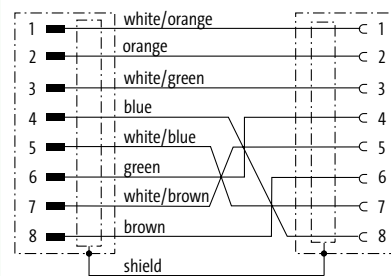 1 white/orange 1
2 orange 2
3 white/green 3
4 blue 4
5 white/blue 5
6 green 6
7 white/brown 7
8 brown 8
shield